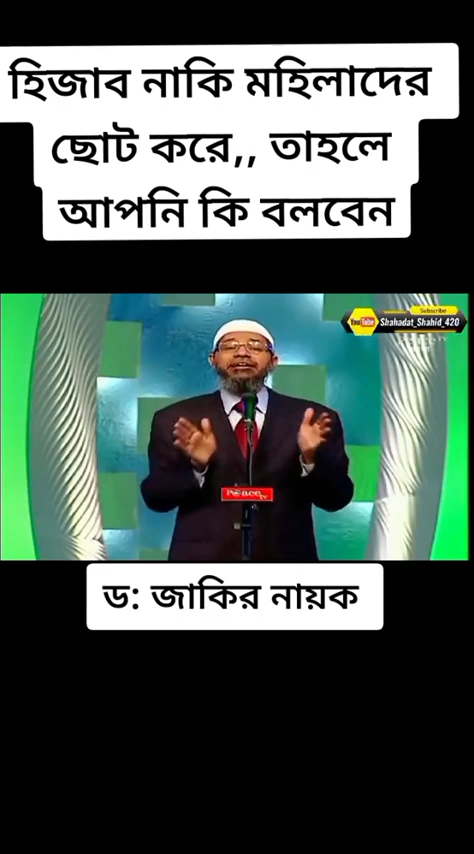 হিজাব নাকি মহিলাদের
ছোট করে,, তাহলে
আপনি কি বলবেন
Subscribe
YouTube Shahadat_Shahid_420
Peace TV
ড: জাকির নায়ক